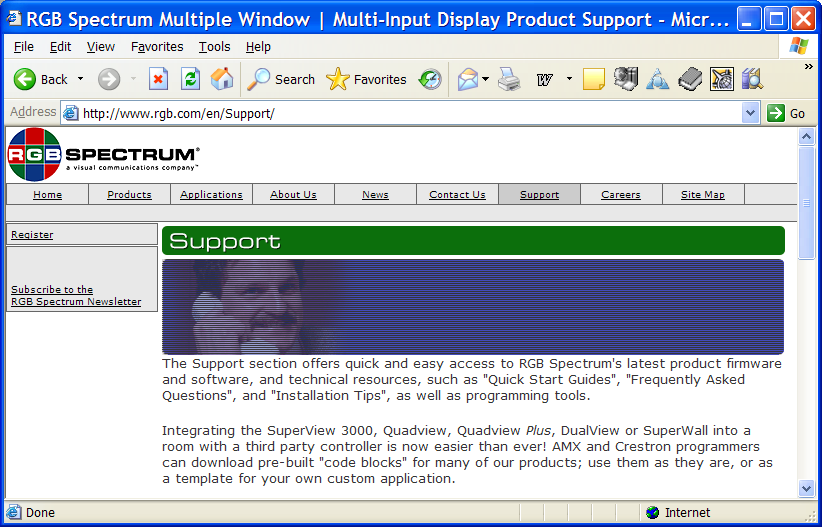 RGB Spectrum Multiple Window | Multi-Input Display Product Support - Micr...
File Edit View Favorites Tools Help
Back Search Favorites W »
Address http://www.rgb.com/en/Support/ Go
RGB SPECTRUM®
a visual communications company™
Home Products Applications About Us News Contact Us Support Careers Site Map
Register
Support
Subscribe to the
RGB Spectrum Newsletter
The Support section offers quick and easy access to RGB Spectrum's latest product firmware
and software, and technical resources, such as "Quick Start Guides", "Frequently Asked
Questions", and "Installation Tips", as well as programming tools.
Integrating the SuperView 3000, Quadview, Quadview Plus, DualView or SuperWall into a
room with a third party controller is now easier than ever! AMX and Crestron programmers
can download pre-built "code blocks" for many of our products; use them as they are, or as
a template for your own custom application.
Done Internet